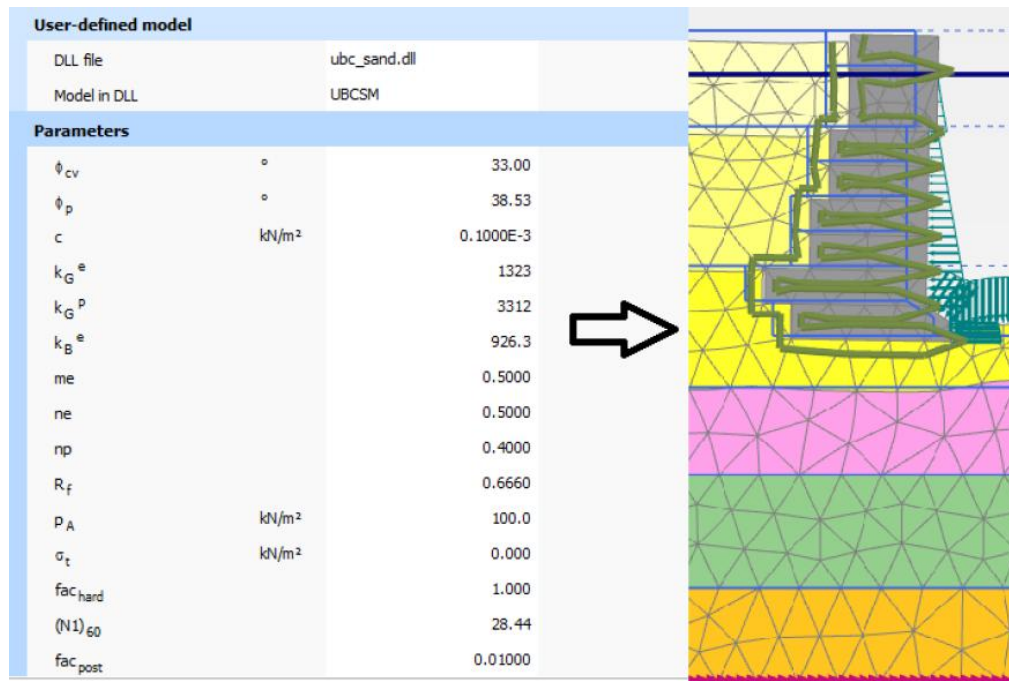 User-defined model
DLL file ubc_sand.dll
Model in DLL UBCSM
Parameters
ϕcv ° 33.00
ϕp ° 38.53
c kN/m² 0.1000E-3
kG^e 1323
kG^p 3312
kB^e 926.3
me 0.5000
ne 0.5000
np 0.4000
Rf 0.6660
PA kN/m² 100.0
σt kN/m² 0.000
fachard 1.000
(N1)60 28.44
facpost 0.01000